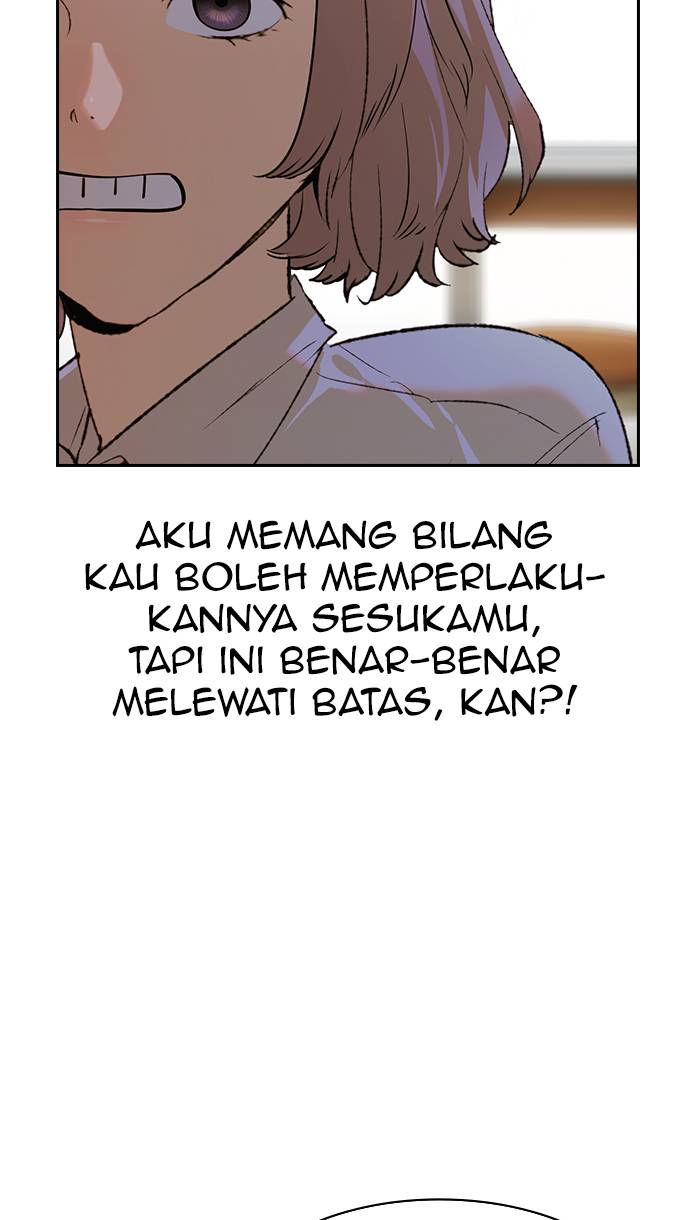 AKU MEMANG BILANG
KAU BOLEH MEMPERLAKU-
KANNYA SESUKAMU,
TAPI INI BENAR-BENAR
MELEWATI BATAS, KAN?!